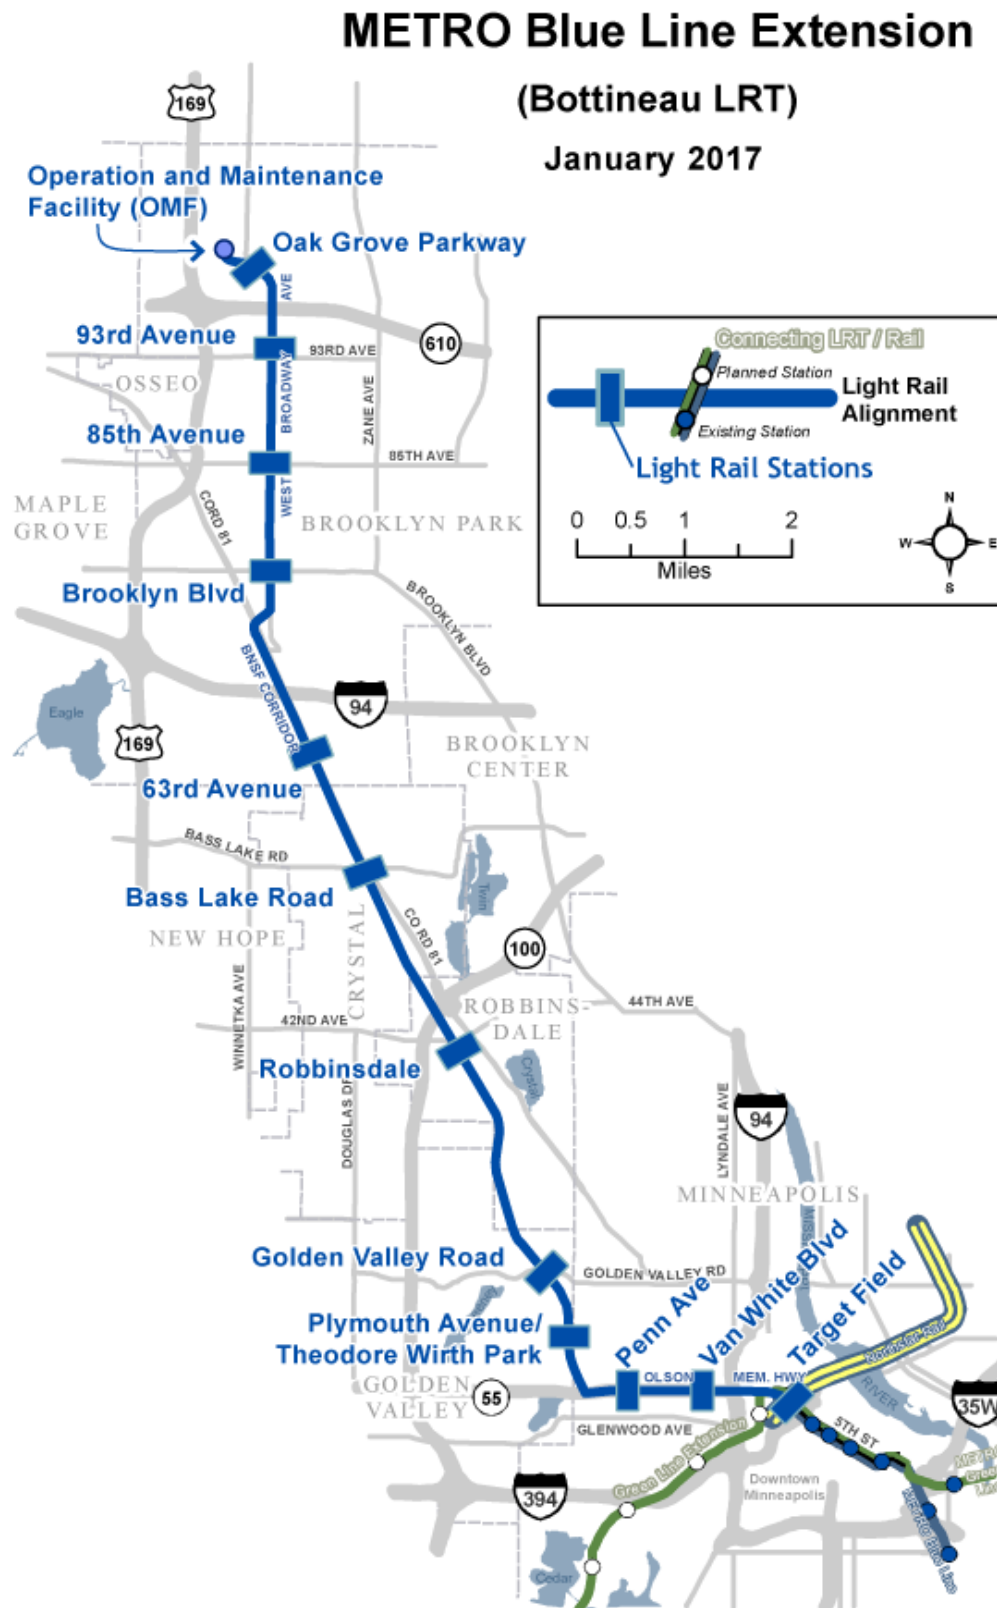 METRO Blue Line Extension
(Bottineau LRT)
January 2017
169
Operation and Maintenance
Facility (OMF)
Oak Grove Parkway
AVE
93rd Avenue
610
93RD AVE
OSSEO
BROADWAY
ZANE AVE
85th Avenue
85TH AVE
WEST
MAPLE
GROVE
CORD 81
BROOKLYN PARK
Brooklyn Blvd
BROOKLYN BLVD
BNSF CORRIDOR
Eagle
94
169
BROOKLYN
CENTER
63rd Avenue
BASS LAKE RD
Bass Lake Road
Twin
NEW HOPE
CRYSTAL
CO RD 81
100
WINNETKA AVE
42ND AVE
ROBBINS-
DALE
44TH AVE
Robbinsdale
Crystal
DOUGLAS DR
LYNDALE AVE
94
MINNEAPOLIS
Golden Valley Road
GOLDEN VALLEY RD
Plymouth Avenue/
Theodore Wirth Park
Penn Ave
Van White Blvd
Target Field
GOLDEN
VALLEY
55
OLSON
MEM. HWY
GLENWOOD AVE
RIVER
35W
5TH ST
Green Line Extension
Downtown
Minneapolis
394
METRO Blue Line
Cedar
Connecting LRT / Rail
Planned Station
Existing Station
Light Rail
Alignment
Light Rail Stations
0 0.5 1 2
Miles
N
W E
S